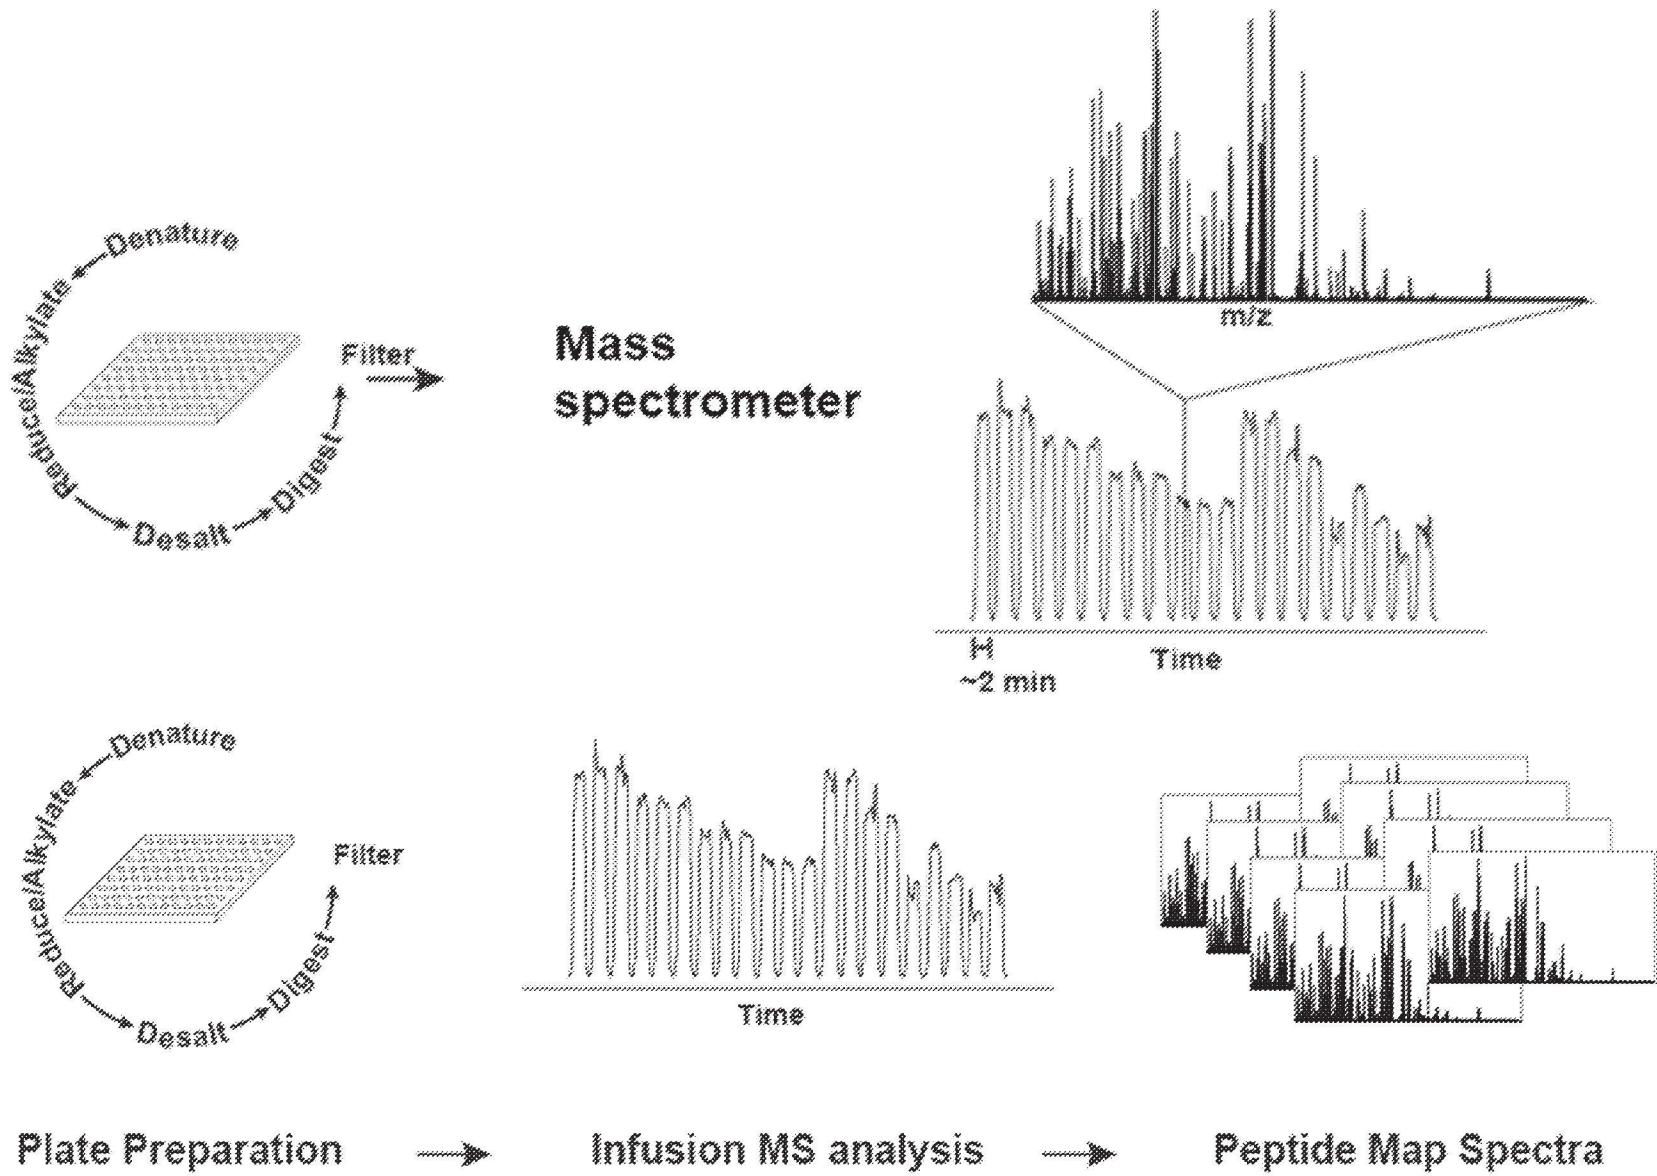 Denature
Reduce/Alkylate
Desalt
Digest
Filter
Mass
spectrometer
m/z
Time
~2 min
Denature
Reduce/Alkylate
Desalt
Digest
Filter
Time
Plate Preparation
Infusion MS analysis
Peptide Map Spectra